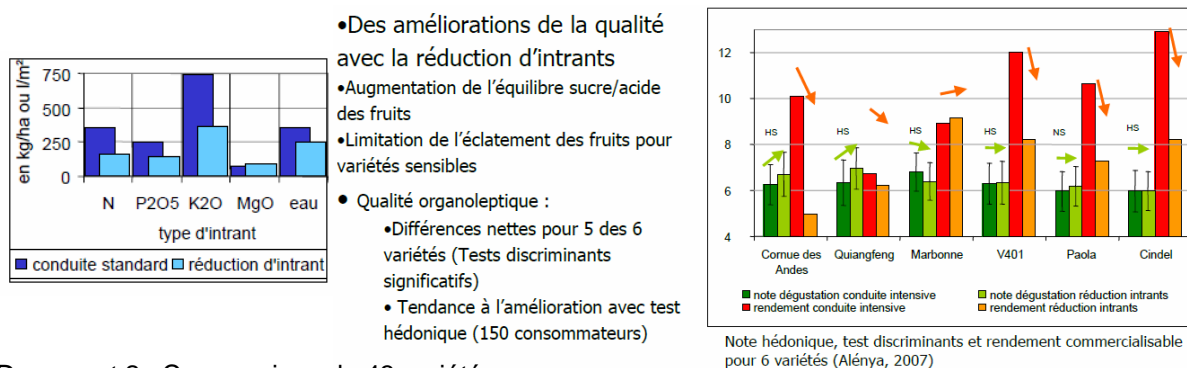 en kg/ha ou l/m²
750
500
250
0
N P2O5 K2O MgO eau
type d'intrant
conduite standard réduction d'intrant
•Des améliorations de la qualité
avec la réduction d'intrants
•Augmentation de l'équilibre sucre/acide
des fruits
•Limitation de l'éclatement des fruits pour
variétés sensibles
• Qualité organoleptique :
•Différences nettes pour 5 des 6
variétés (Tests discriminants
significatifs)
• Tendance à l'amélioration avec test
hédonique (150 consommateurs)
12
10
8
6
4
HS HS HS HS NS HS
Cornue des
Andes
Quiangfeng Marbonne V401 Paola Cindel
note dégustation conduite intensive note dégustation réduction intrants
rendement conduite intensive rendement réduction intrants
Note hédonique, test discriminants et rendement commercialisable
pour 6 variétés (Alénya, 2007)